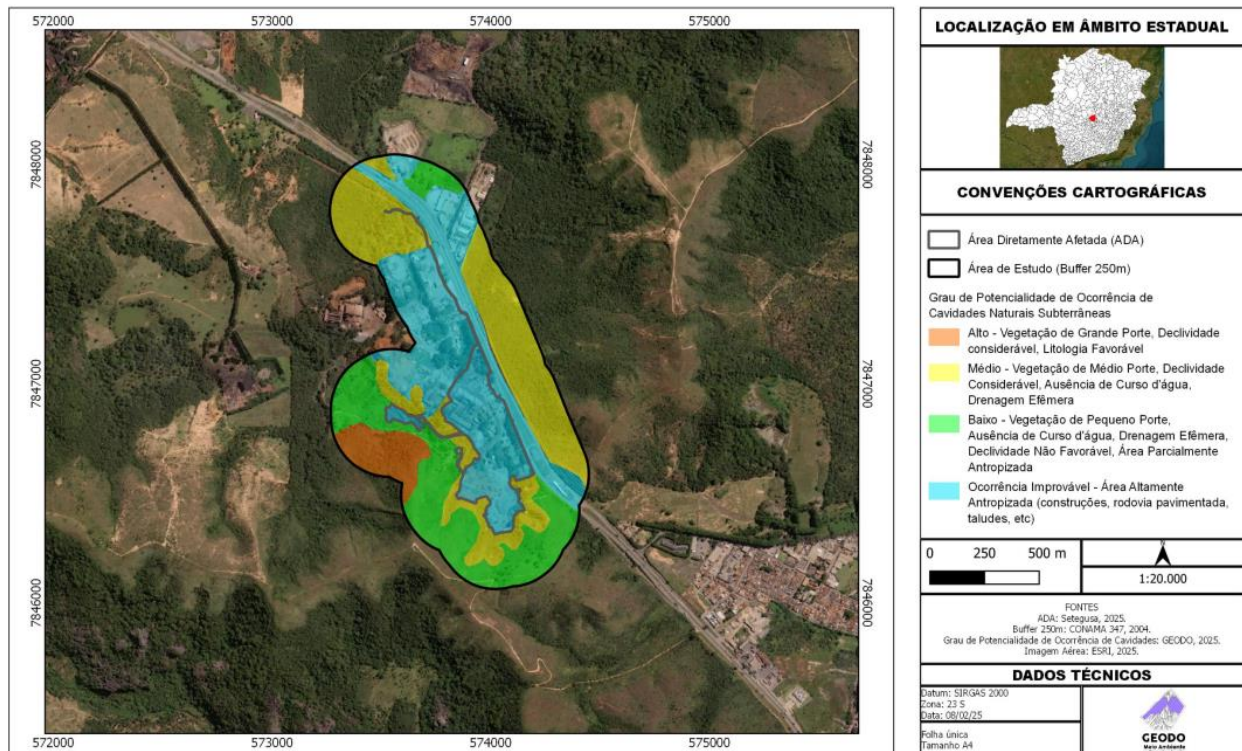 572000
573000
574000
575000
7848000
7847000
7846000
7848000
7847000
7846000
572000
573000
574000
575000
LOCALIZAÇÃO EM ÂMBITO ESTADUAL
CONVENÇÕES CARTOGRÁFICAS
Área Diretamente Afetada (ADA)
Área de Estudo (Buffer 250m)
Grau de Potencialidade de Ocorrência de
Cavidades Naturais Subterrâneas
Alto - Vegetação de Grande Porte, Declividade
considerável, Litologia Favorável
Médio - Vegetação de Médio Porte, Declividade
Considerável, Ausência de Curso d'água,
Drenagem Efêmera
Baixo - Vegetação de Pequeno Porte,
Ausência de Curso d'água, Drenagem Efêmera,
Declividade Não Favorável, Área Parcialmente
Antropizada
Ocorrência Improvável - Área Altamente
Antropizada (construções, rodovia pavimentada,
taludes, etc)
0 250 500 m
N
1:20.000
FONTES
ADA: Setegusa, 2025.
Buffer 250m: CONAMA 347, 2004.
Grau de Potencialidade de Ocorrência de Cavidades: GEODO, 2025.
Imagem Aérea: ESRI, 2025.
DADOS TÉCNICOS
Datum: SIRGAS 2000
Zona: 23 S
Data: 08/02/25
Folha única
Tamanho A4
GEODO
Meio Ambiente